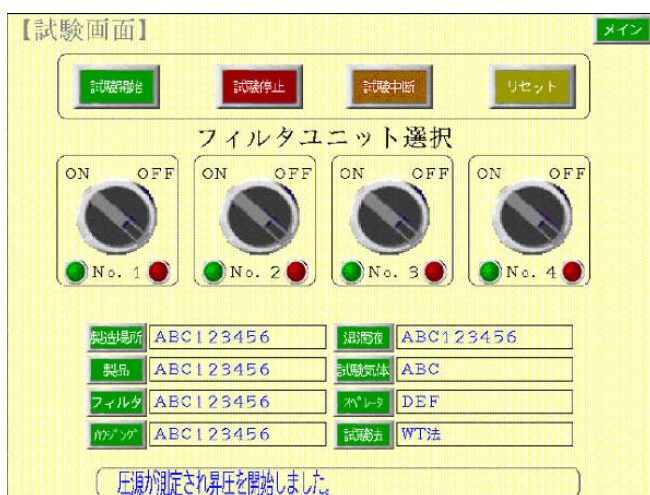 【試験画面】 メイン
試験開始 試験停止 試験中断 リセット
フィルタユニット選択
ON OFF ON OFF ON OFF ON OFF
No. 1 No. 2 No. 3 No. 4
製造場所 ABC123456 湿潤液 ABC123456
製品 ABC123456 試験気体 ABC
フィルタ ABC123456 オペレータ DEF
ハウジング ABC123456 試験法 WT法
圧源が測定され昇圧を開始しました。